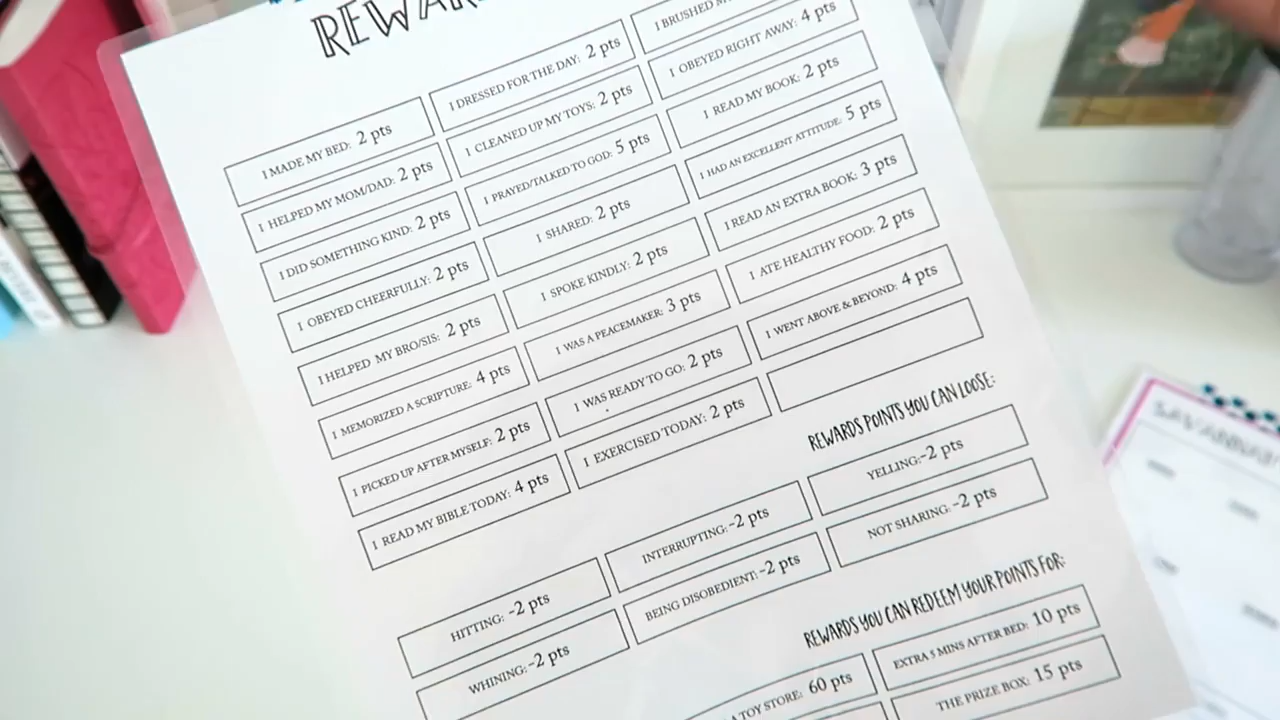 I MADE MY BED: 2 pts
I HELPED MY MOM/DAD: 2 pts
I DID SOMETHING KIND: 2 pts
I OBEYED CHEERFULLY: 2 pts
I HELPED MY BRO/SIS: 2 pts
I MEMORIZED A SCRIPTURE: 4 pts
I PICKED UP AFTER MYSELF: 2 pts
I READ MY BIBLE TODAY: 4 pts
I DRESSED FOR THE DAY: 2 pts
I CLEANED UP MY TOYS: 2 pts
I PRAYED/TALKED TO GOD: 5 pts
I SHARED: 2 pts
I SPOKE KINDLY: 2 pts
I WAS A PEACEMAKER: 3 pts
I WAS READY TO GO: 2 pts
I EXERCISED TODAY: 2 pts
I BRUSHED
I OBEYED RIGHT AWAY: 4 pts
I READ MY BOOK: 2 pts
I HAD AN EXCELLENT ATTITUDE: 5 pts
I READ AN EXTRA BOOK: 3 pts
I ATE HEALTHY FOOD: 2 pts
I WENT ABOVE & BEYOND: 4 pts
REWARDS POINTS YOU CAN LOOSE:
HITTING: -2 pts
WHINING: -2 pts
INTERRUPTING: -2 pts
BEING DISOBEDIENT: -2 pts
YELLING: -2 pts
NOT SHARING: -2 pts
REWARDS YOU CAN REDEEM YOUR POINTS FOR:
TOY STORE: 60 pts
EXTRA 5 MINS AFTER BED: 10 pts
THE PRIZE BOX: 15 pts